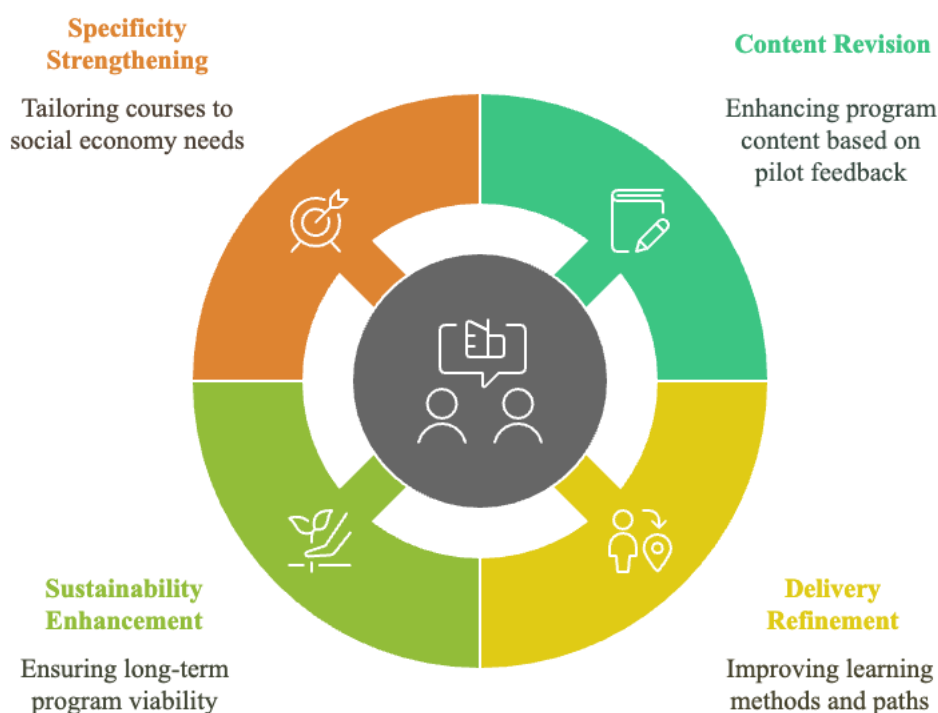 Specificity
Strengthening
Tailoring courses to
social economy needs
Content Revision
Enhancing program
content based on
pilot feedback
Sustainability
Enhancement
Ensuring long-term
program viability
Delivery
Refinement
Improving learning
methods and paths